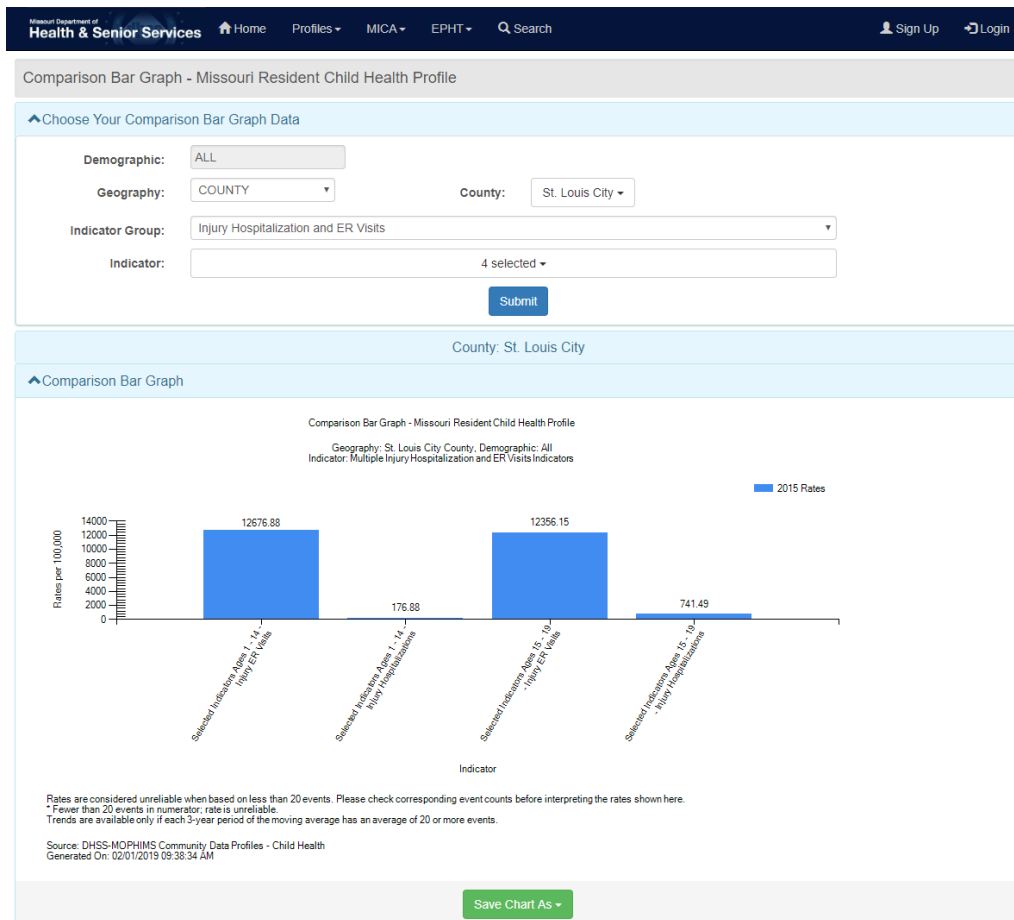 Missouri Department of
Health & Senior Services
Home Profiles MICA EPHT Search Sign Up Login
Comparison Bar Graph - Missouri Resident Child Health Profile
Choose Your Comparison Bar Graph Data
Demographic: ALL
Geography: COUNTY County: St. Louis City
Indicator Group: Injury Hospitalization and ER Visits
Indicator: 4 selected
Submit
County: St. Louis City
Comparison Bar Graph
Comparison Bar Graph - Missouri Resident Child Health Profile
Geography: St. Louis City County, Demographic: All
Indicator: Multiple Injury Hospitalization and ER Visits Indicators
2015 Rates
Rates per 100,000
14000
12000
10000
8000
6000
4000
2000
0
12676.88
176.88
12356.15
741.49
Selected Indicators Ages 1 - 14 -
Injury ER Visits
Selected Indicators Ages 1 - 14 -
Injury Hospitalizations
Selected Indicators Ages 15 - 19
- Injury ER Visits
Selected Indicators Ages 15 - 19
- Injury Hospitalizations
Indicator
Rates are considered unreliable when based on less than 20 events. Please check corresponding event counts before interpreting the rates shown here.
* Fewer than 20 events in numerator; rate is unreliable.
Trends are available only if each 3-year period of the moving average has an average of 20 or more events.
Source: DHSS-MOPHIMS Community Data Profiles - Child Health
Generated On: 02/01/2019 09:38:34 AM
Save Chart As